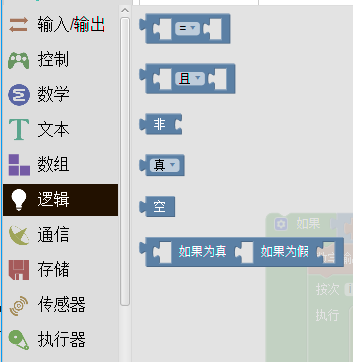 输入/输出
控制
数学
文本
数组
逻辑
通信
存储
传感器
执行器
=
且
非
真
空
如果为真 如果为假
如果
按次
执行